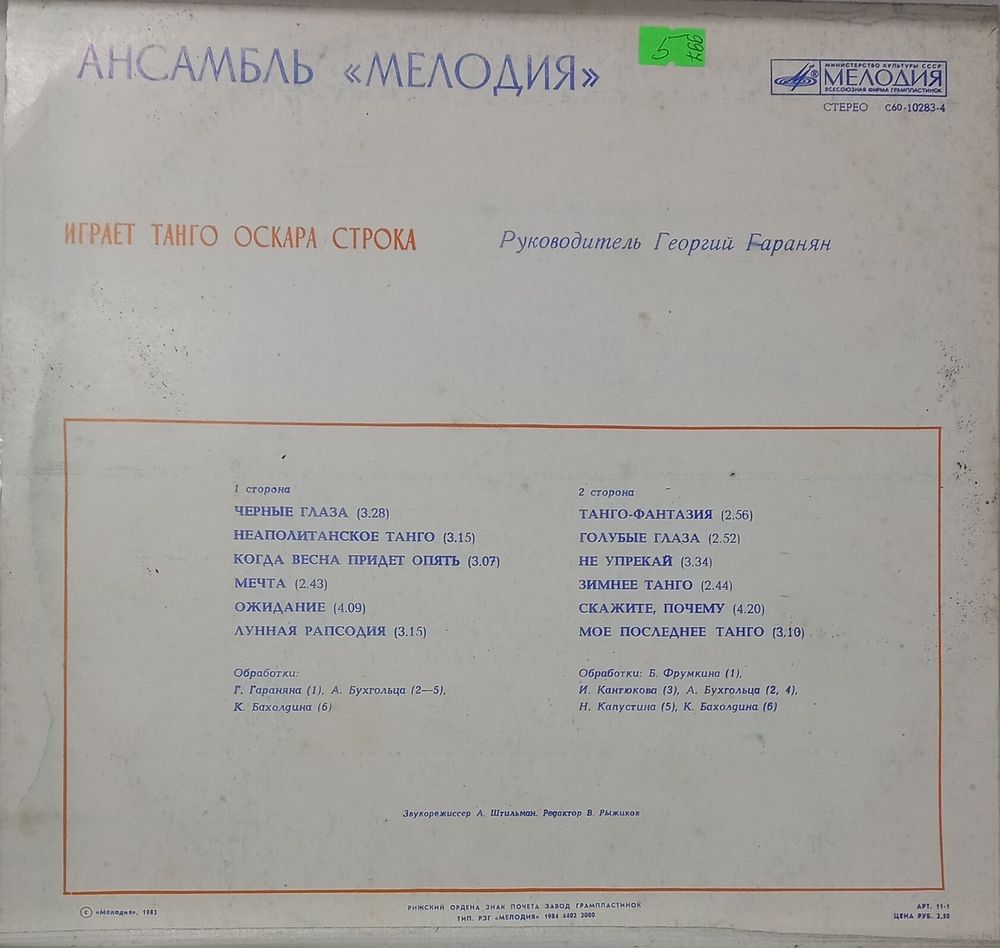 АНСАМБЛЬ «МЕЛОДИЯ»
5
МИНИСТЕРСТВО КУЛЬТУРЫ СССР
® МЕЛОДИЯ
ВСЕСОЮЗНАЯ ФИРМА ГРАМПЛАСТИНОК
СТЕРЕО С60-10283-4
ИГРАЕТ ТАНГО ОСКАРА СТРОКА
Руководитель Георгий Гаранян
1 сторона
ЧЕРНЫЕ ГЛАЗА (3.28)
НЕАПОЛИТАНСКОЕ ТАНГО (3.15)
КОГДА ВЕСНА ПРИДЕТ ОПЯТЬ (3.07)
МЕЧТА (2.43)
ОЖИДАНИЕ (4.09)
ЛУННАЯ РАПСОДИЯ (3.15)
Обработки:
Г. Гараняна (1), А. Бухгольца (2—5),
К. Бахолдина (6)
2 сторона
ТАНГО-ФАНТАЗИЯ (2.56)
ГОЛУБЫЕ ГЛАЗА (2.52)
НЕ УПРЕКАЙ (3.34)
ЗИМНЕЕ ТАНГО (2.44)
СКАЖИТЕ, ПОЧЕМУ (4.20)
МОЕ ПОСЛЕДНЕЕ ТАНГО (3.10)
Обработки: Б. Фрумкина (1),
И. Кантюкова (3), А. Бухгольца (2, 4),
Н. Капустина (5), К. Бахолдина (6)
Звукорежиссер А. Штильман. Редактор В. Рыжиков
© «Мелодия», 1983
РИЖСКИЙ ОРДЕНА ЗНАК ПОЧЕТА ЗАВОД ГРАМПЛАСТИНОК
ТИП. РЗГ «МЕЛОДИЯ» 1984 4402 2000
АРТ. 11-1
ЦЕНА РУБ. 2,50